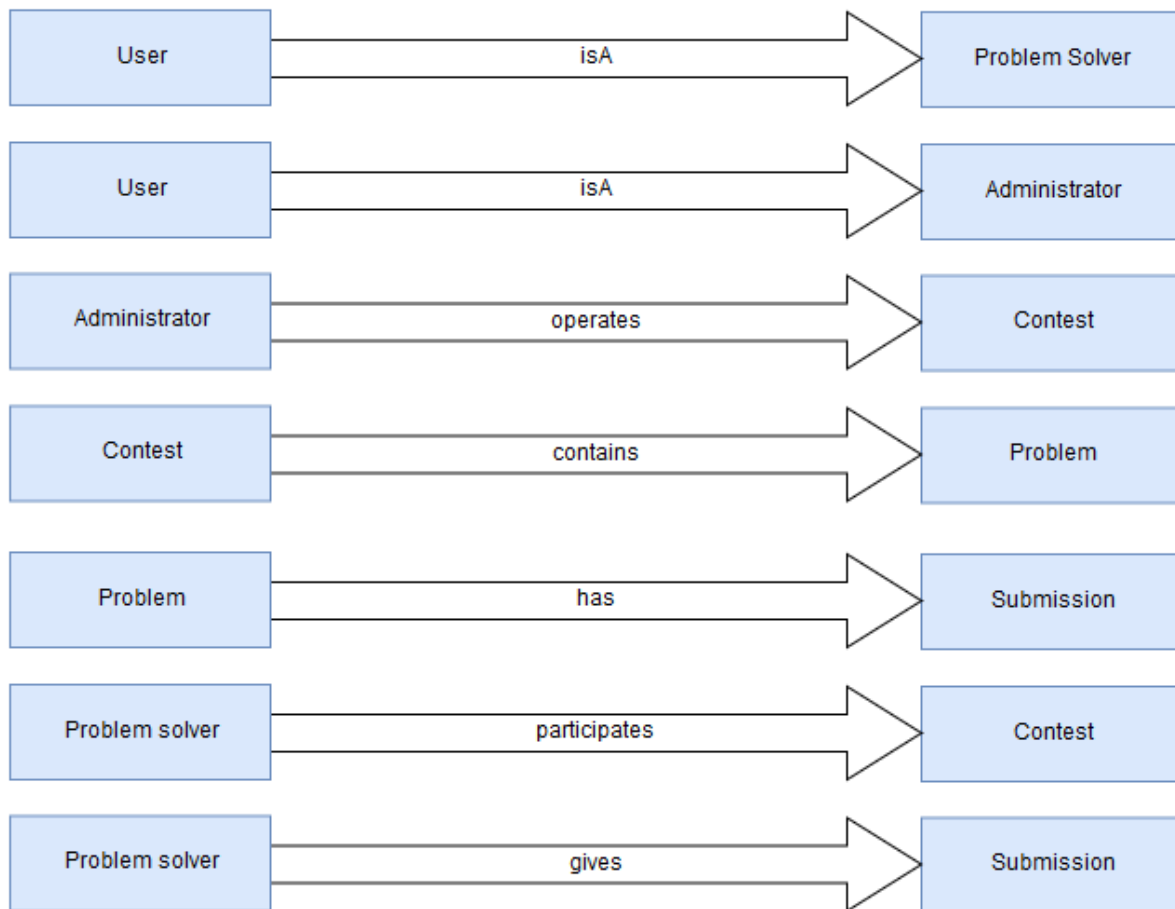 User isA Problem Solver
User isA Administrator
Administrator operates Contest
Contest contains Problem
Problem has Submission
Problem solver participates Contest
Problem solver gives Submission